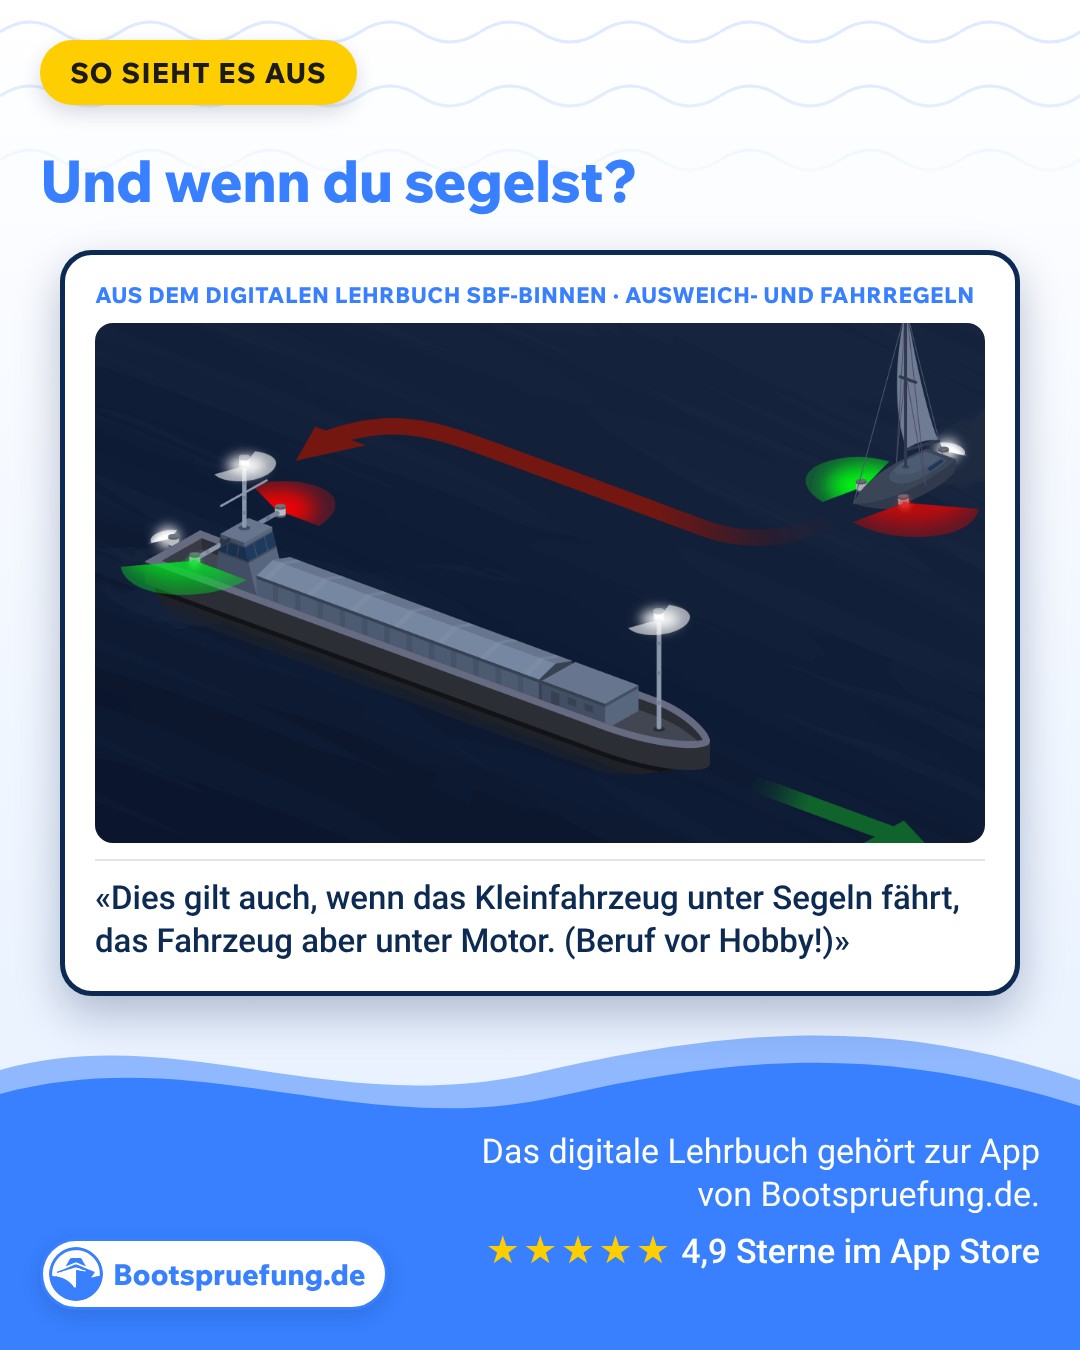 SO SIEHT ES AUS
Und wenn du segelst?
AUS DEM DIGITALEN LEHRBUCH SBF-BINNEN · AUSWEICH- UND FAHRREGELN
«Dies gilt auch, wenn das Kleinfahrzeug unter Segeln fährt,
das Fahrzeug aber unter Motor. (Beruf vor Hobby!)»
Das digitale Lehrbuch gehört zur App
von Bootspruefung.de.
★★★★★ 4,9 Sterne im App Store
Bootspruefung.de